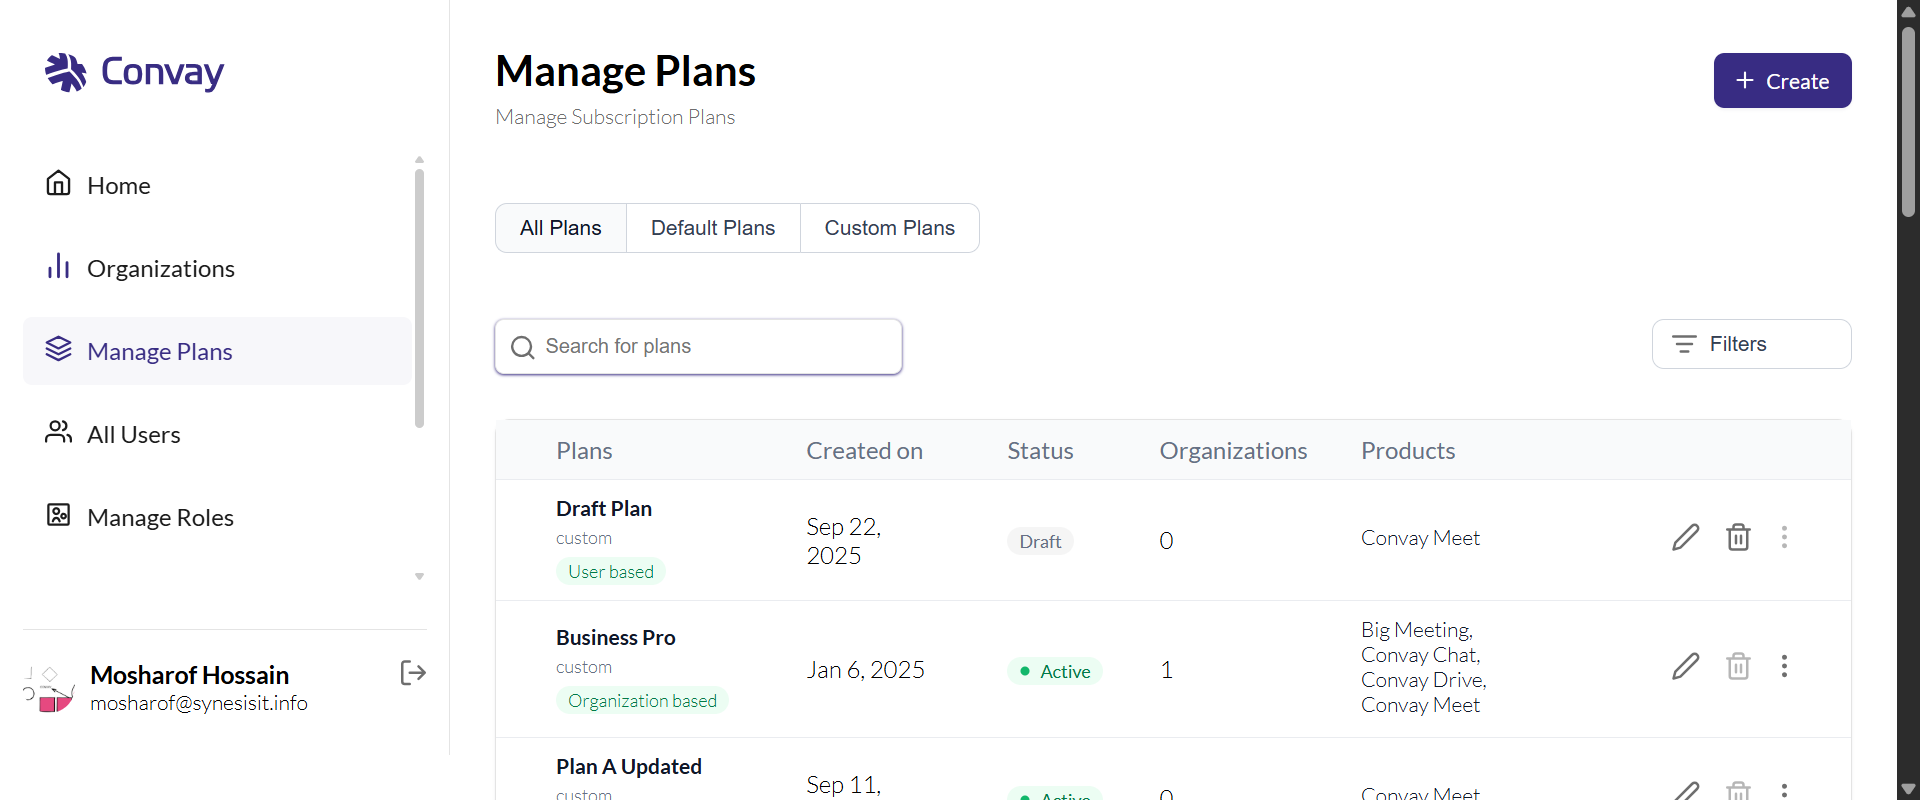 Convay
Home
Organizations
Manage Plans
All Users
Manage Roles
Mosharof Hossain
mosharof@synesisit.info
Manage Plans
Manage Subscription Plans
+ Create
All Plans
Default Plans
Custom Plans
Search for plans
Filters
Plans Created on Status Organizations Products
Draft Plan
custom
User based
Sep 22,
2025
Draft
0
Convay Meet
Business Pro
custom
Organization based
Jan 6, 2025
Active
1
Big Meeting,
Convay Chat,
Convay Drive,
Convay Meet
Plan A Updated
custom
Sep 11,
Active
0
Convay Meet